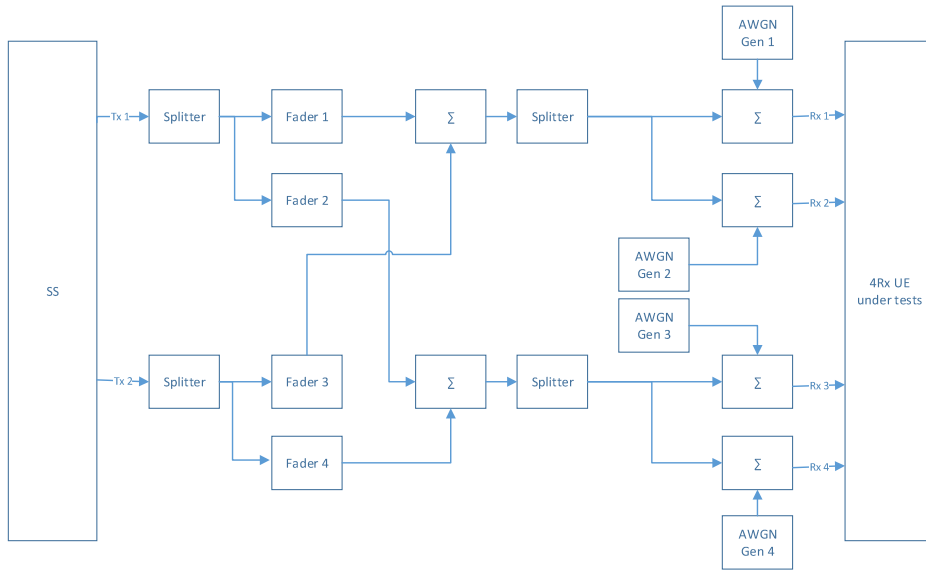 AWGN
Gen 1
Tx 1
Splitter
Fader 1
∑
Splitter
∑
Rx 1
Fader 2
∑
Rx 2
AWGN
Gen 2
SS
4Rx UE
under tests
AWGN
Gen 3
Tx 2
Splitter
Fader 3
∑
Splitter
∑
Rx 3
Fader 4
∑
Rx 4
AWGN
Gen 4